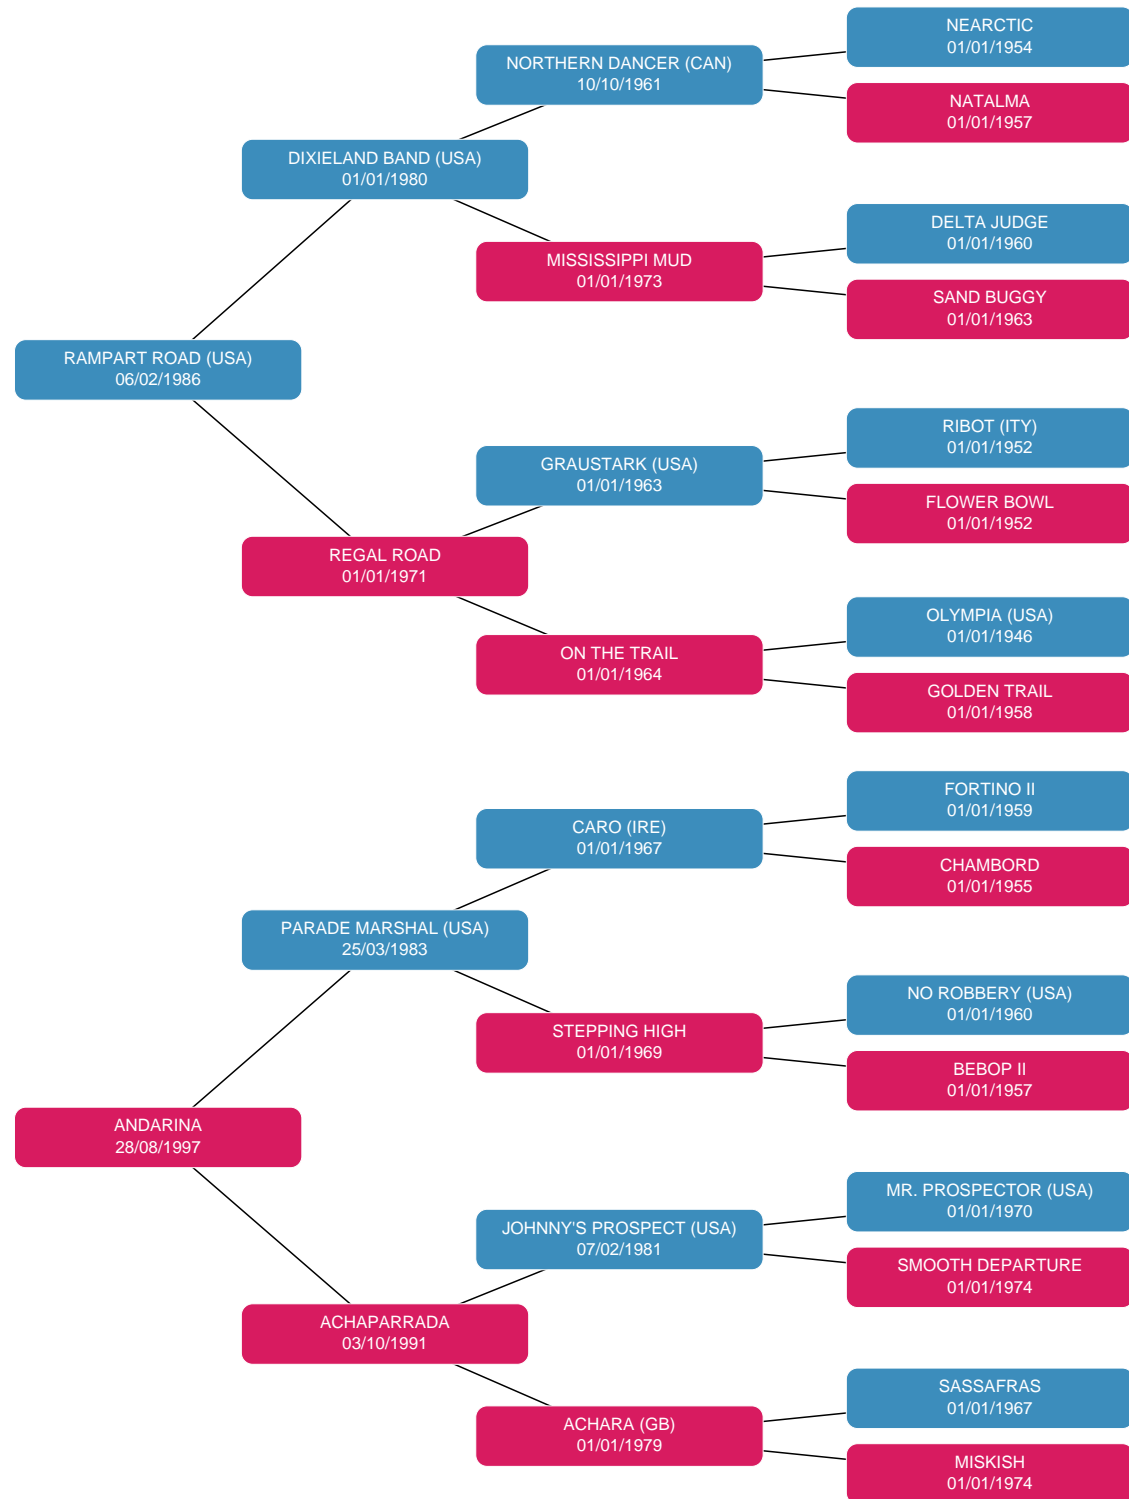 NEARCTIC
01/01/1954
NORTHERN DANCER (CAN)
10/10/1961
NATALMA
01/01/1957
DIXIELAND BAND (USA)
01/01/1980
DELTA JUDGE
01/01/1960
MISSISSIPPI MUD
01/01/1973
SAND BUGGY
01/01/1963
RAMPART ROAD (USA)
06/02/1986
RIBOT (ITY)
01/01/1952
GRAUSTARK (USA)
01/01/1963
FLOWER BOWL
01/01/1952
REGAL ROAD
01/01/1971
OLYMPIA (USA)
01/01/1946
ON THE TRAIL
01/01/1964
GOLDEN TRAIL
01/01/1958
FORTINO II
01/01/1959
CARO (IRE)
01/01/1967
CHAMBORD
01/01/1955
PARADE MARSHAL (USA)
25/03/1983
NO ROBBERY (USA)
01/01/1960
STEPPING HIGH
01/01/1969
BEBOP II
01/01/1957
ANDARINA
28/08/1997
MR. PROSPECTOR (USA)
01/01/1970
JOHNNY'S PROSPECT (USA)
07/02/1981
SMOOTH DEPARTURE
01/01/1974
ACHAPARRADA
03/10/1991
SASSAFRAS
01/01/1967
ACHARA (GB)
01/01/1979
MISKISH
01/01/1974